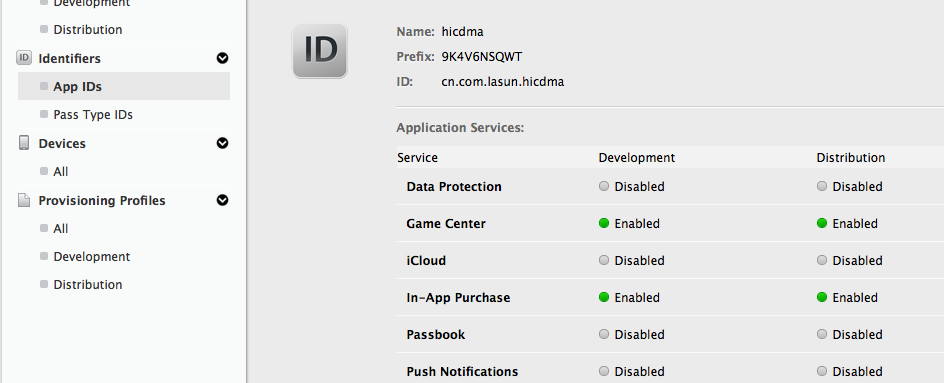 Development
Distribution
ID Identifiers
App IDs
Pass Type IDs
Devices
All
Provisioning Profiles
All
Development
Distribution
ID
Name: hicdma
Prefix: 9K4V6NSQWT
ID: cn.com.lasun.hicdma
Application Services:
Service Development Distribution
Data Protection Disabled Disabled
Game Center Enabled Enabled
iCloud Disabled Disabled
In-App Purchase Enabled Enabled
Passbook Disabled Disabled
Push Notifications Disabled Disabled